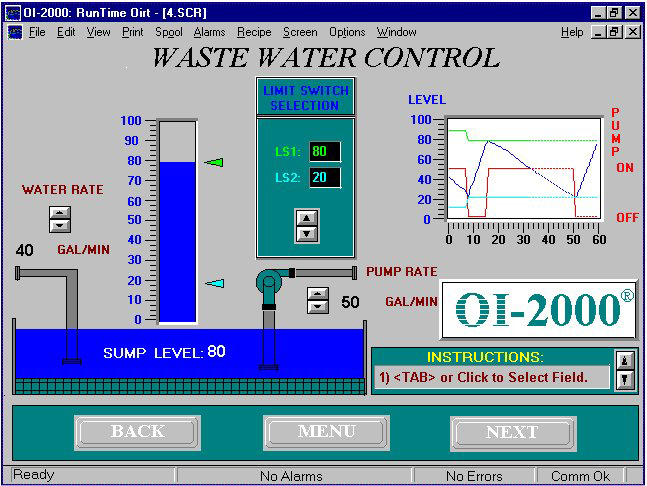 OI-2000: RunTime Oirt - [4.SCR]
File Edit View Print Spool Alarms Recipe Screen Options Window Help
WASTE WATER CONTROL
LIMIT SWITCH
SELECTION
LS1: 80
LS2: 20
100
90
80
70
60
50
40
30
20
10
0
WATER RATE
40 GAL/MIN
LEVEL
100
80
60
40
20
0
0 10 20 30 40 50 60
PUMP
ON
OFF
PUMP RATE
50 GAL/MIN
OI-2000®
SUMP LEVEL: 80
INSTRUCTIONS:
1) <TAB> or Click to Select Field.
BACK MENU NEXT
Ready No Alarms No Errors Comm Ok